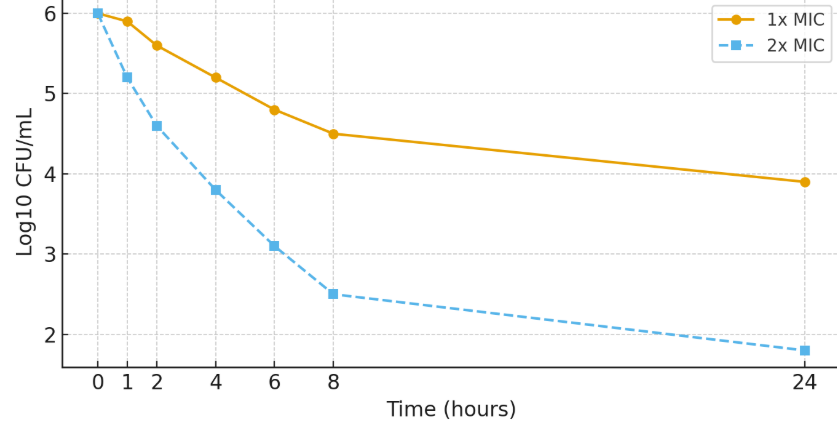 6
5
4
3
2
Log10 CFU/mL
1x MIC
2x MIC
0 1 2 4 6 8 24
Time (hours)